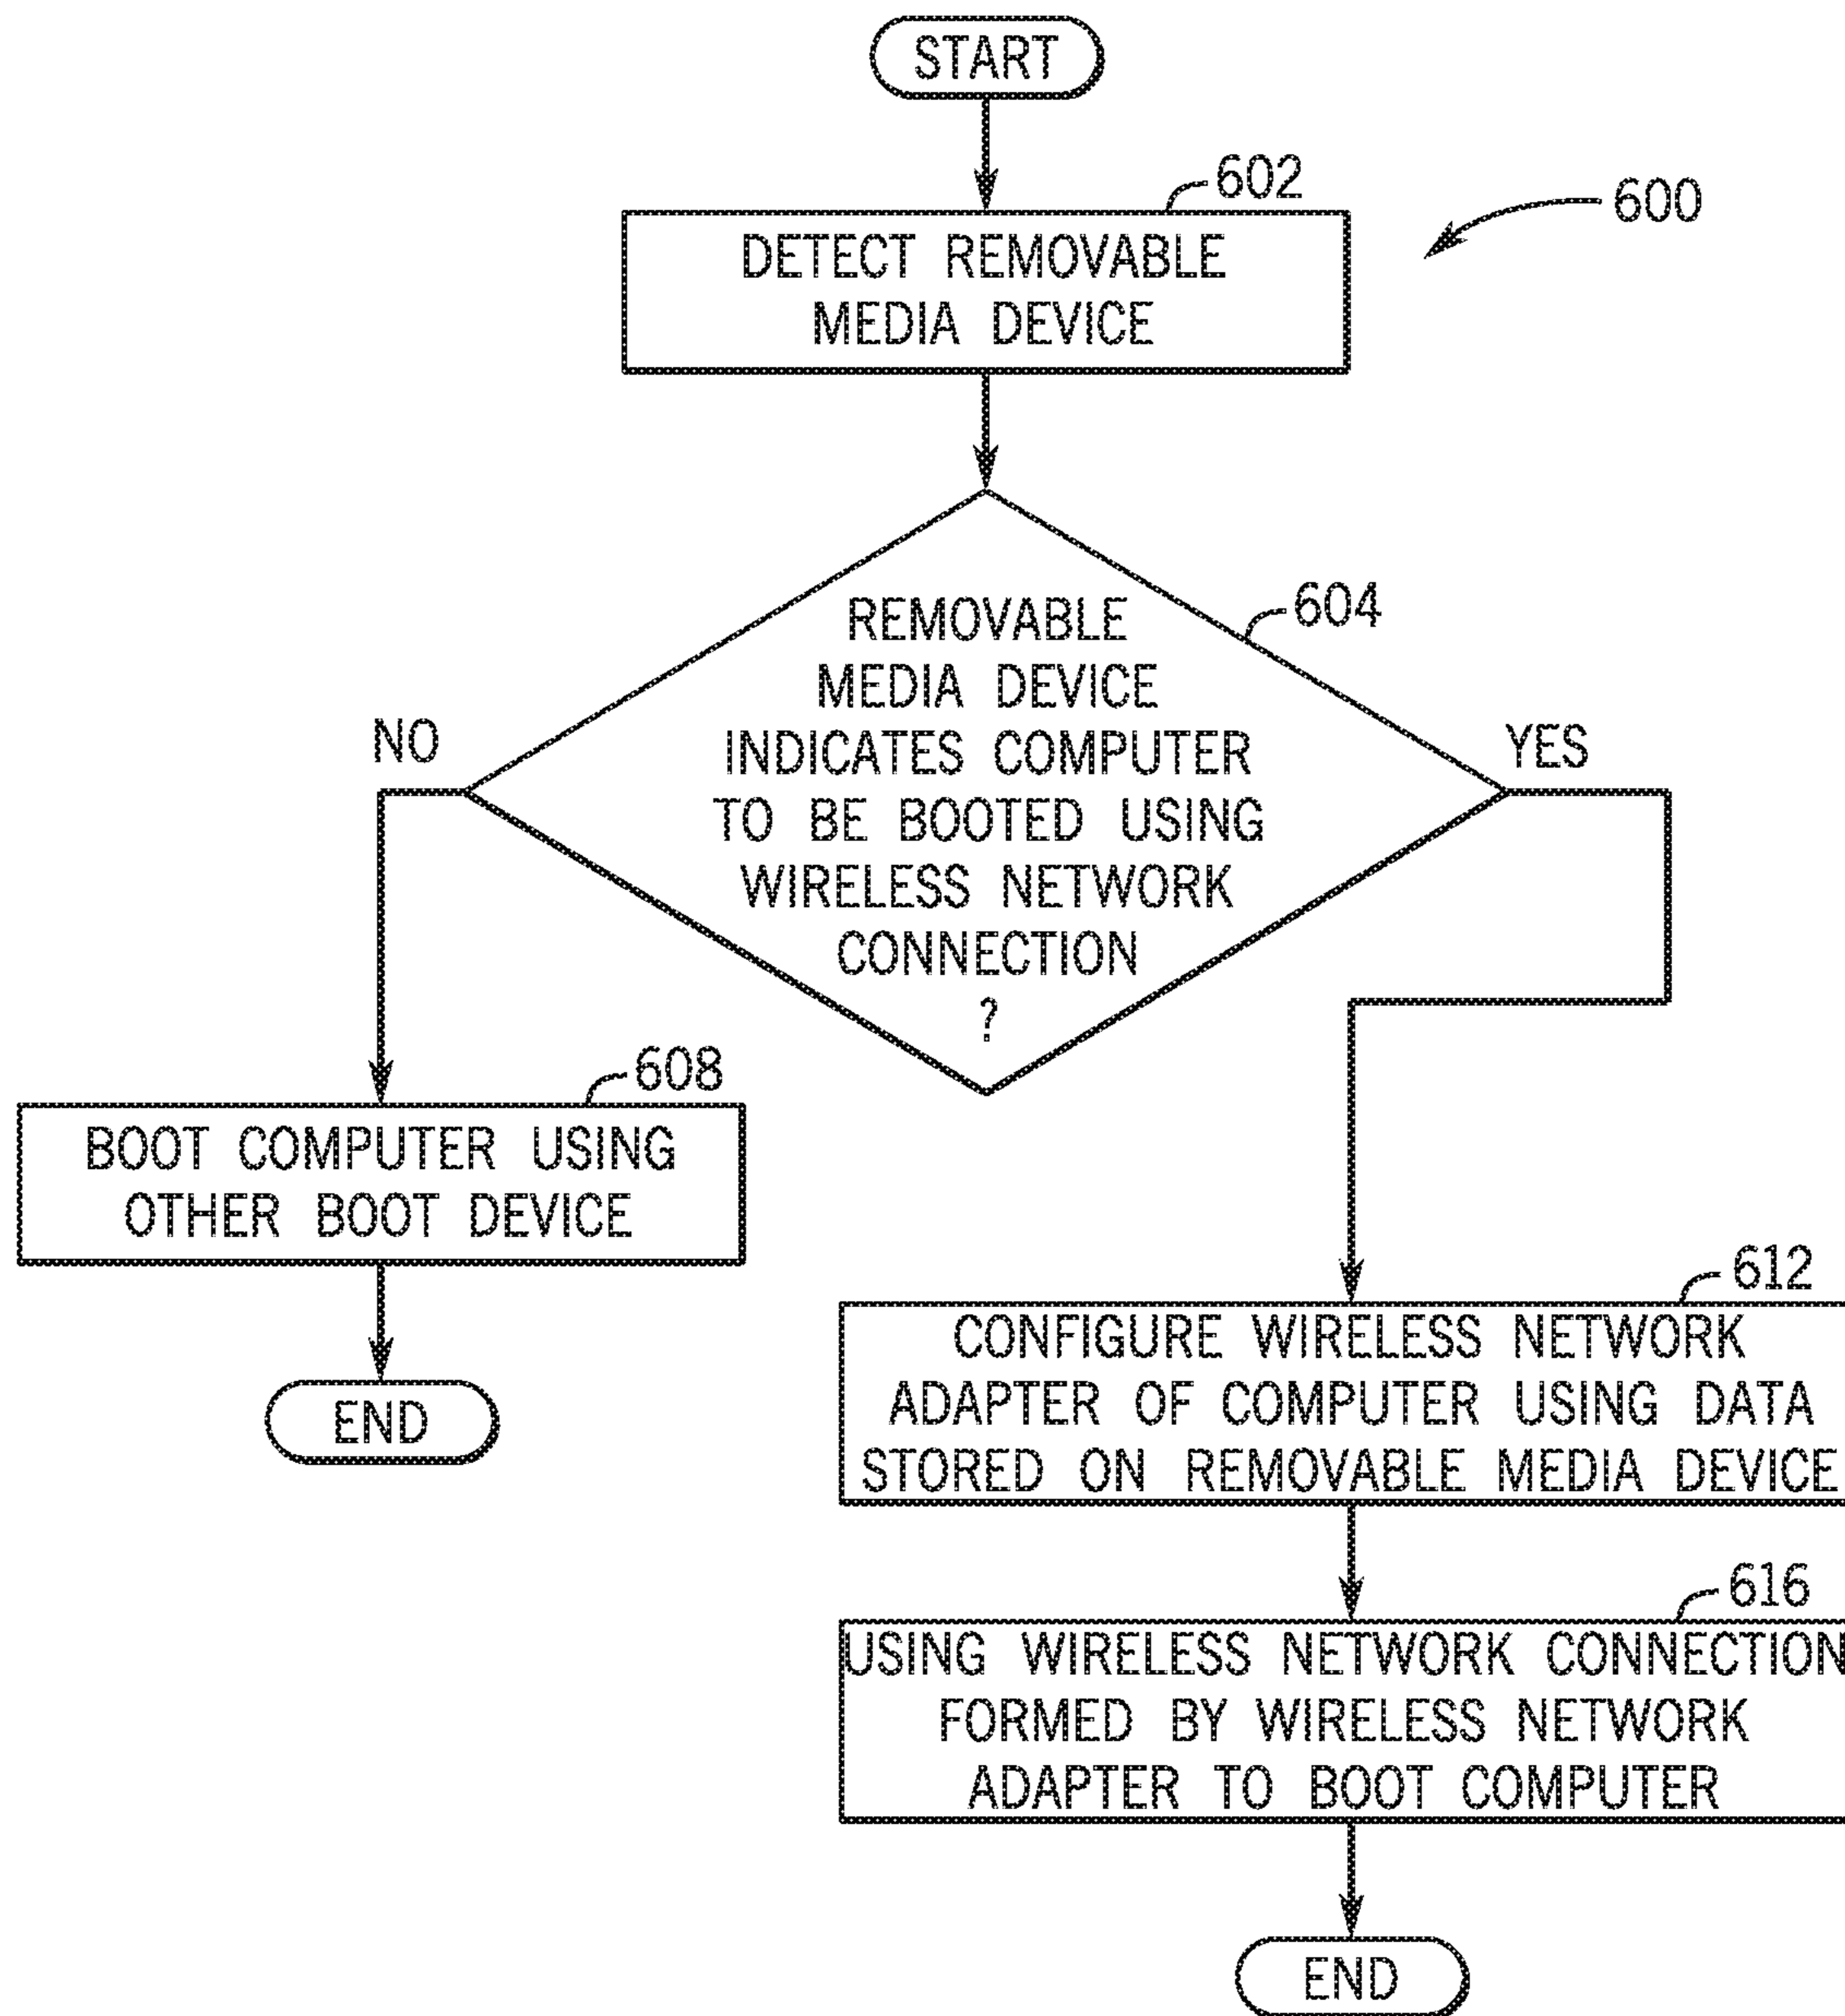 START
602
600
DETECT REMOVABLE
MEDIA DEVICE
604
REMOVABLE
MEDIA DEVICE
INDICATES COMPUTER
TO BE BOOTED USING
WIRELESS NETWORK
CONNECTION
?
NO
YES
608
BOOT COMPUTER USING
OTHER BOOT DEVICE
END
612
CONFIGURE WIRELESS NETWORK
ADAPTER OF COMPUTER USING DATA
STORED ON REMOVABLE MEDIA DEVICE
616
USING WIRELESS NETWORK CONNECTION
FORMED BY WIRELESS NETWORK
ADAPTER TO BOOT COMPUTER
END